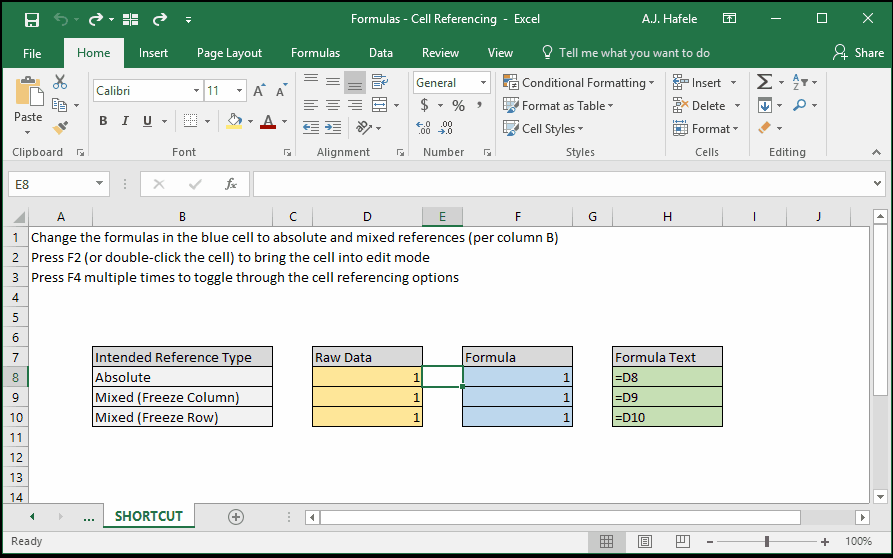 Formulas - Cell Referencing - Excel
A.J. Hafele
File Home Insert Page Layout Formulas Data Review View Tell me what you want to do Share
Paste
Calibri 11
A A
B I U A
General
$ % ,
.00 .0
Conditional Formatting
Format as Table
Cell Styles
Insert
Delete
Format
Σ
Clipboard Font Alignment Number Styles Cells Editing
E8 fx
A B C D E F G H I J
1 Change the formulas in the blue cell to absolute and mixed references (per column B)
2 Press F2 (or double-click the cell) to bring the cell into edit mode
3 Press F4 multiple times to toggle through the cell referencing options
4
5
6
7 Intended Reference Type Raw Data Formula Formula Text
8 Absolute 1 1 =D8
9 Mixed (Freeze Column) 1 1 =D9
10 Mixed (Freeze Row) 1 1 =D10
11
12
13
14
... SHORTCUT
Ready 100%